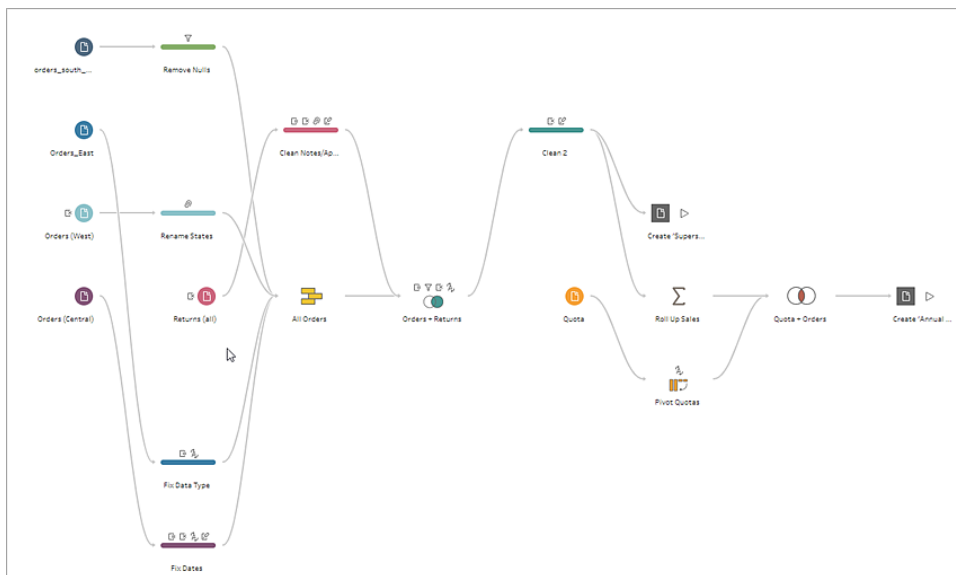 orders_south_...
Remove Nulls
Orders_East
Clean Notes/Ap...
Clean 2
Orders (West)
Rename States
Create 'Supers...
Orders (Central)
Returns (all)
All Orders
Orders + Returns
Quota
Roll Up Sales
Quota + Orders
Create 'Annual ...
Pivot Quotas
Fix Data Type
Fix Dates